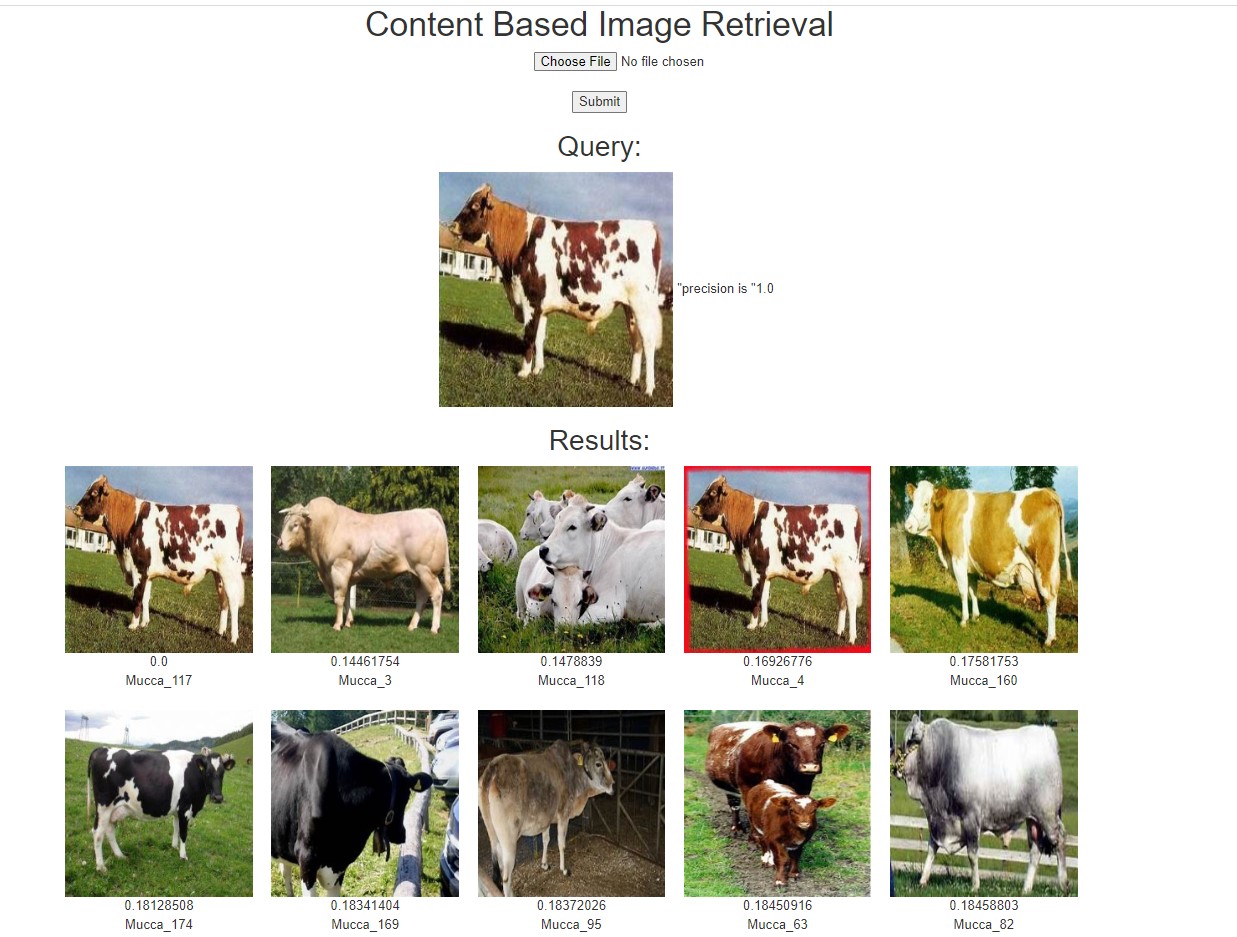 Content Based Image Retrieval
Choose File No file chosen
Submit
Query:
"precision is "1.0
Results:
0.0 0.14461754 0.1478839 0.16926776 0.17581753
Mucca_117 Mucca_3 Mucca_118 Mucca_4 Mucca_160
0.18128508 0.18341404 0.18372026 0.18450916 0.18458803
Mucca_174 Mucca_169 Mucca_95 Mucca_63 Mucca_82